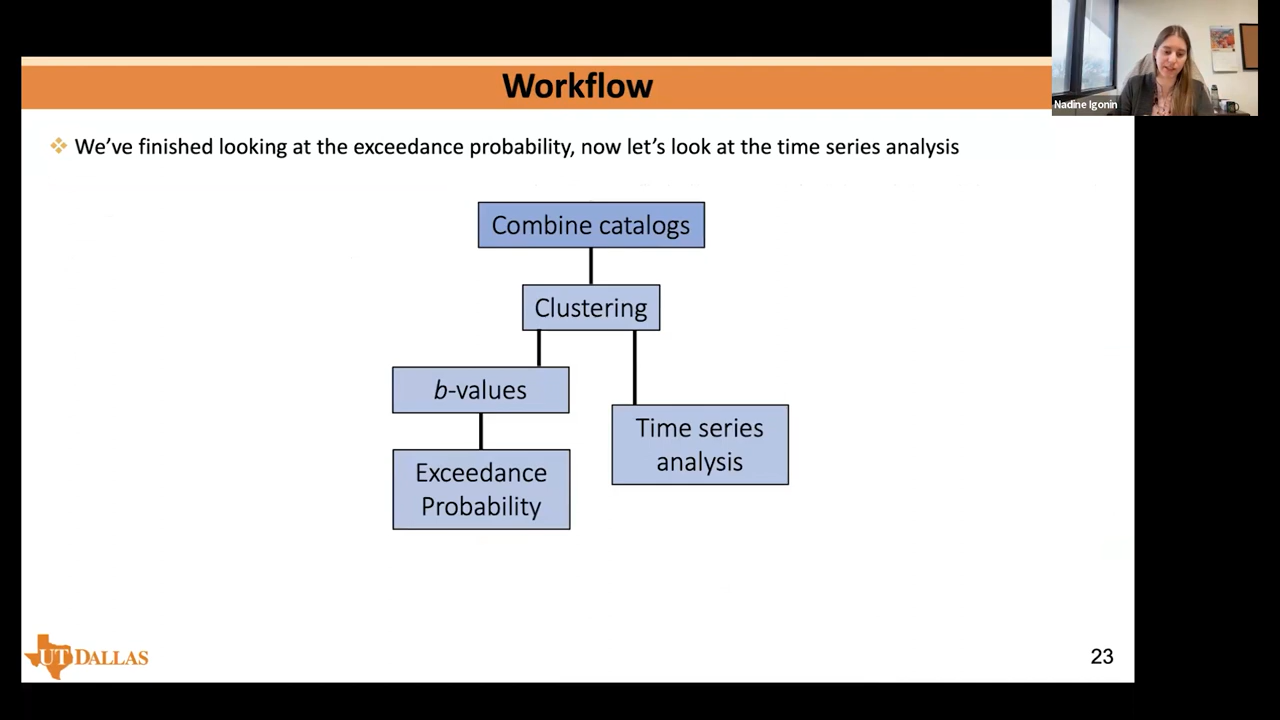 Workflow
Nadine Igonin
❖ We've finished looking at the exceedance probability, now let's look at the time series analysis
Combine catalogs
Clustering
b-values
Time series
analysis
Exceedance
Probability
UT DALLAS
23